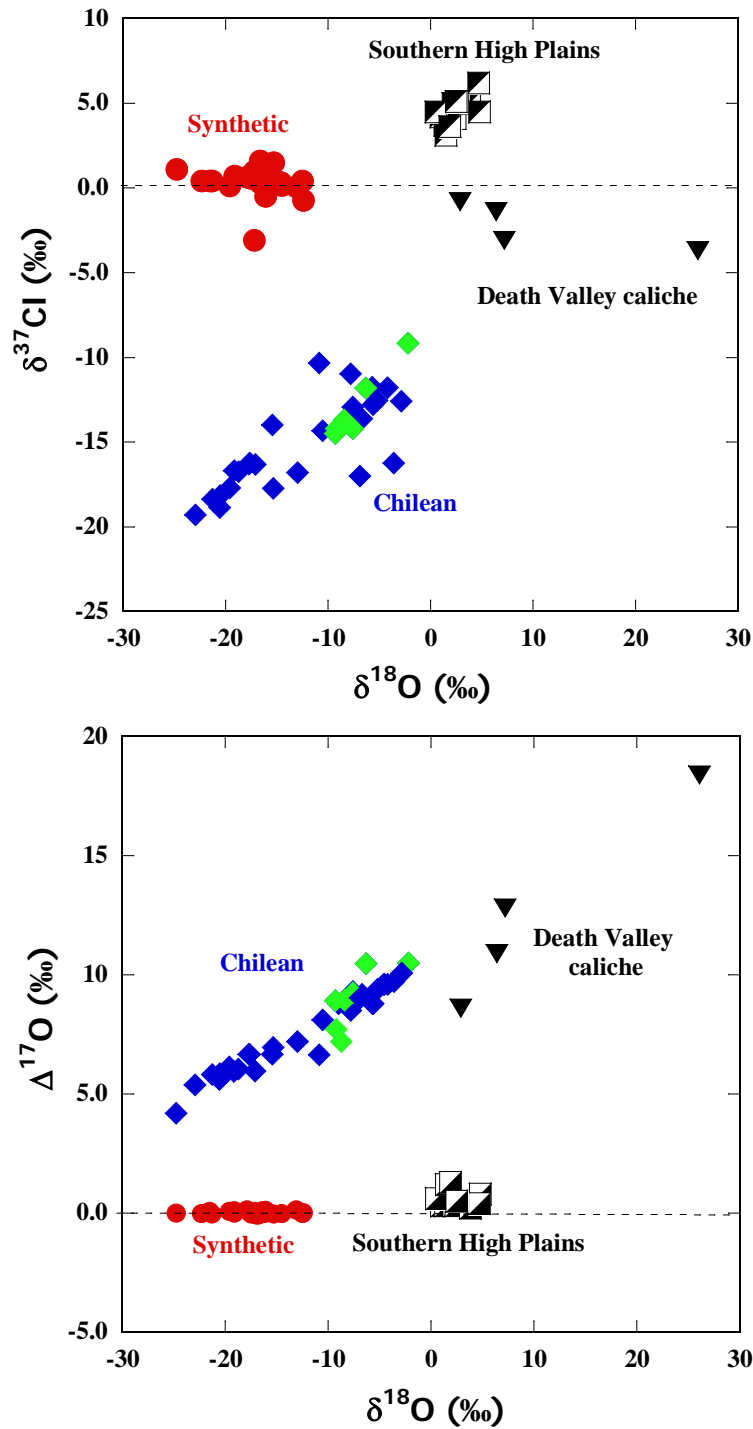 10
Southern High Plains
5.0
Synthetic
0.0
-5.0
Death Valley caliche
δ³⁷Cl (‰)
-10
-15
Chilean
-20
-25
-30 -20 -10 0 10 20 30
δ¹⁸O (‰)
20
15
Death Valley
caliche
Chilean
10
Δ¹⁷O (‰)
5.0
0.0
Synthetic
Southern High Plains
-5.0
-30 -20 -10 0 10 20 30
δ¹⁸O (‰)